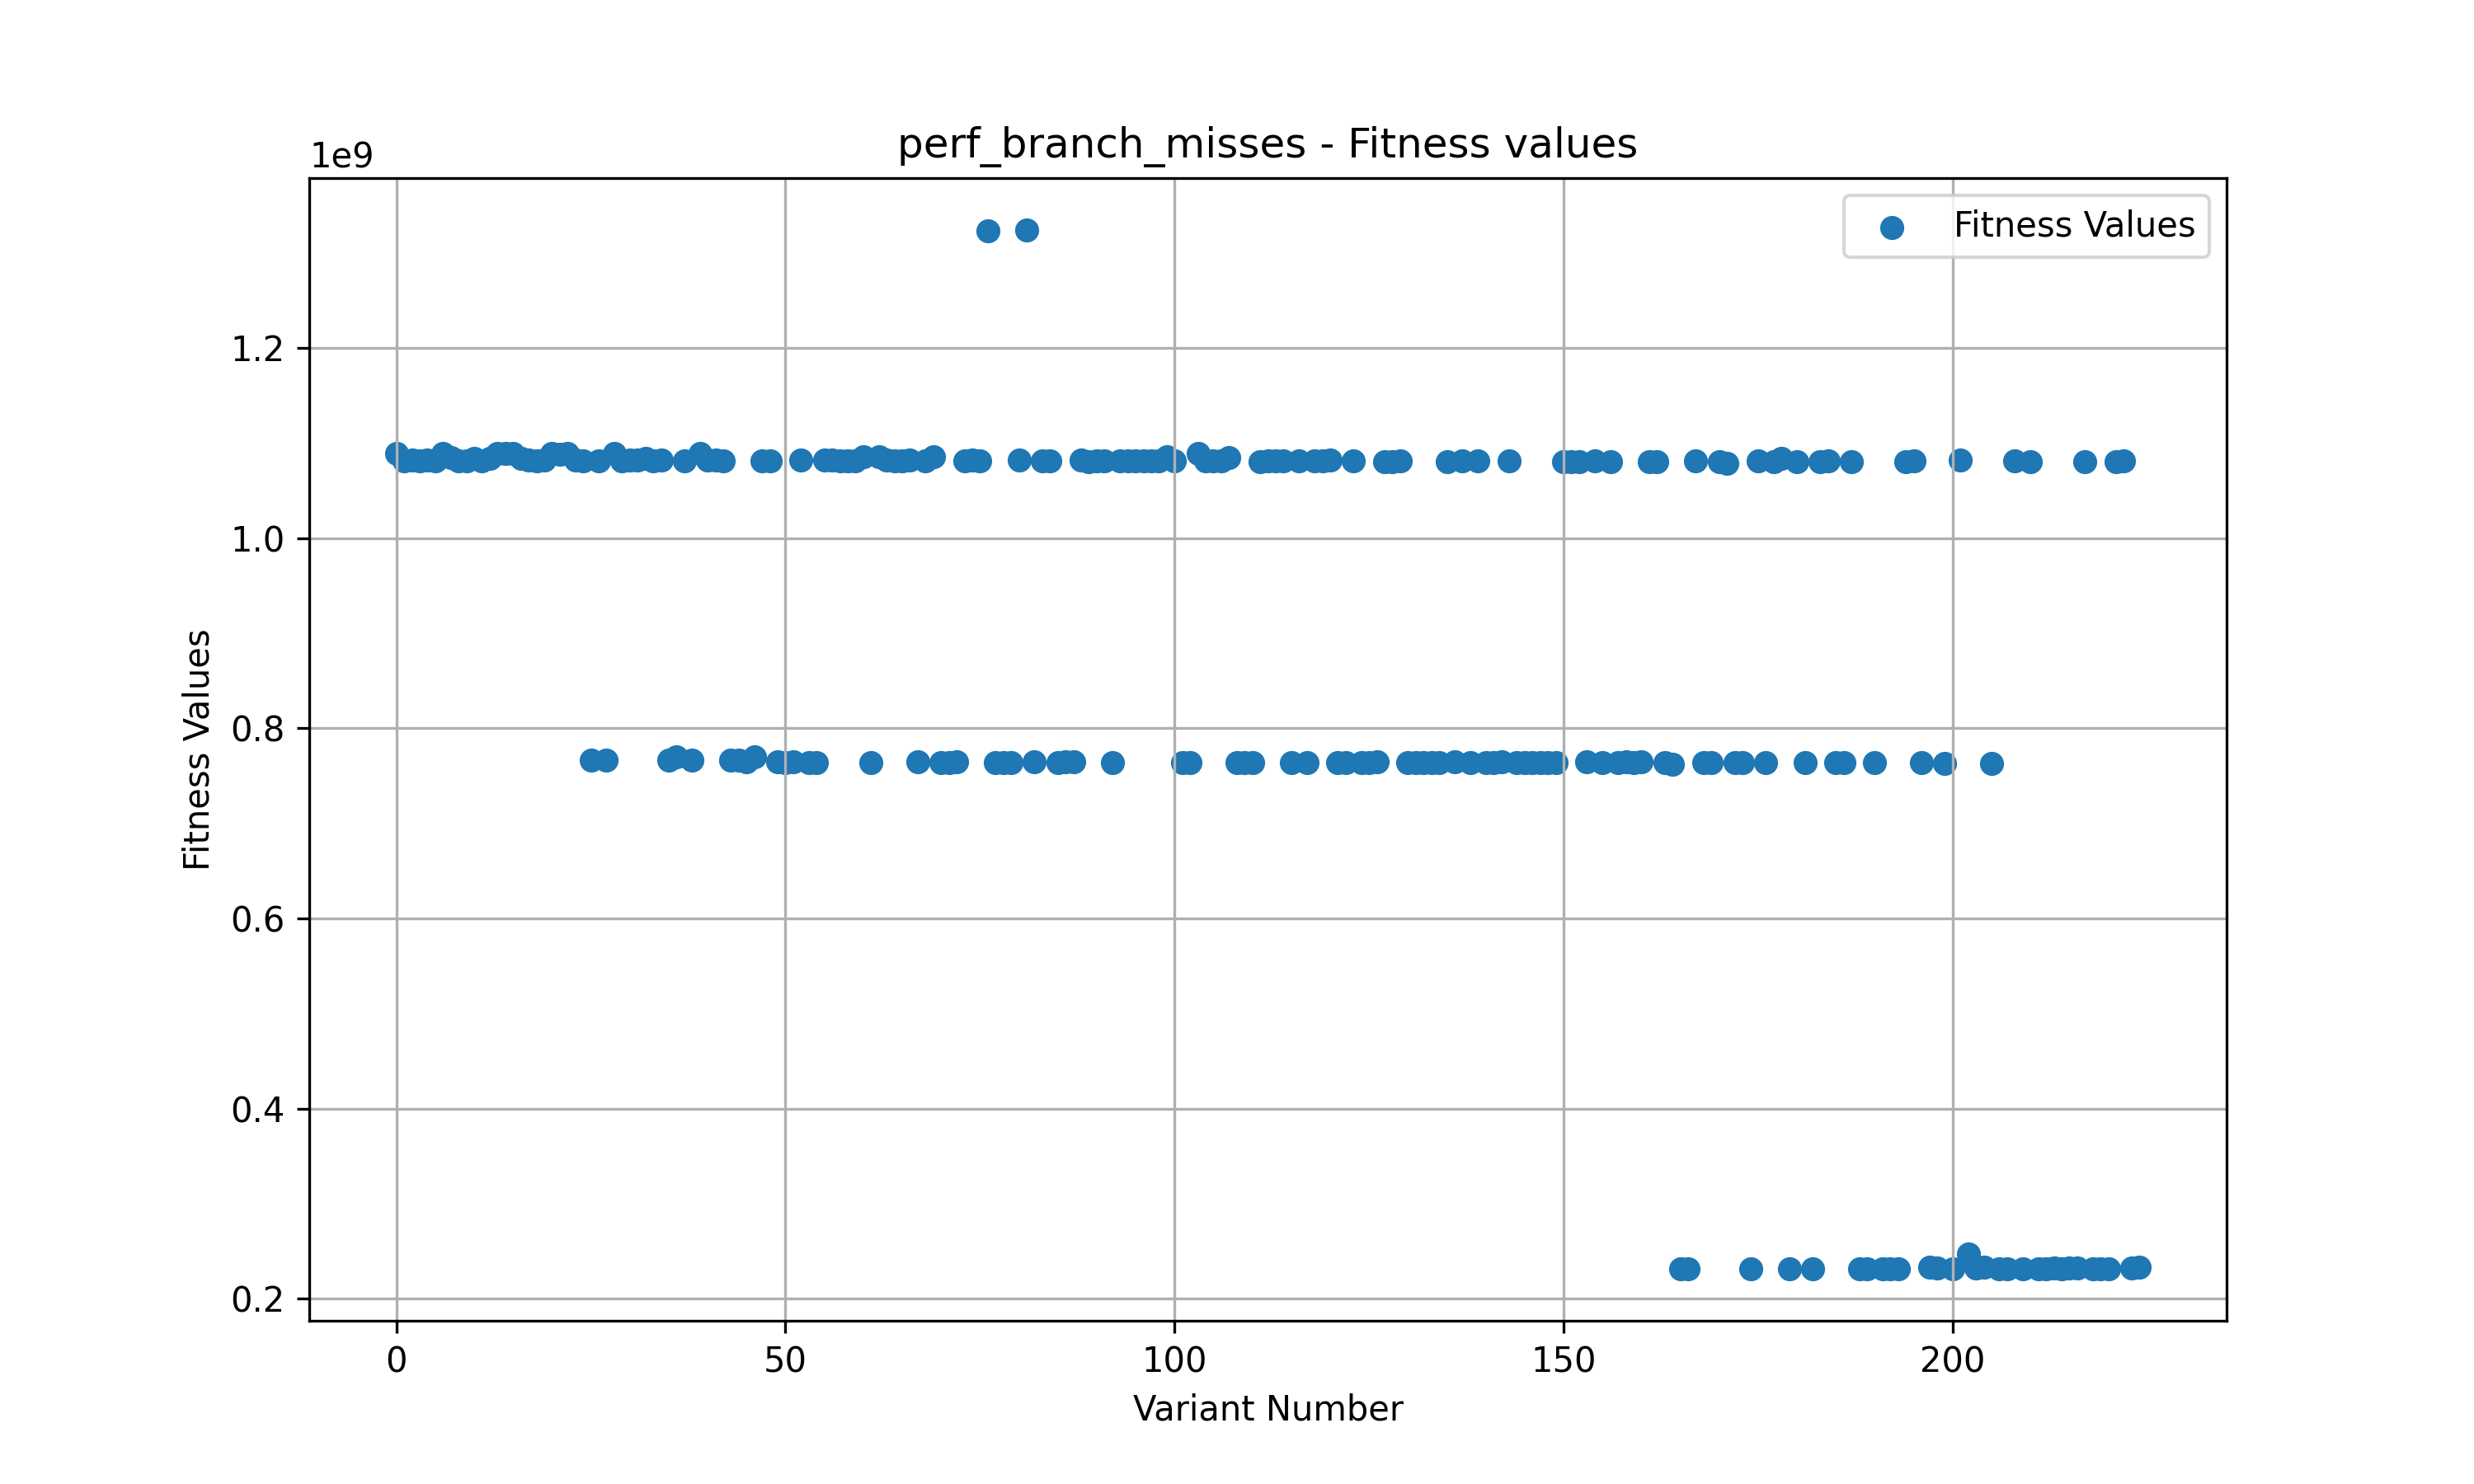 perf_branch_misses - Fitness values
1e9
Fitness Values
1.2
1.0
0.8
0.6
0.4
0.2
Fitness Values
0 50 100 150 200
Variant Number